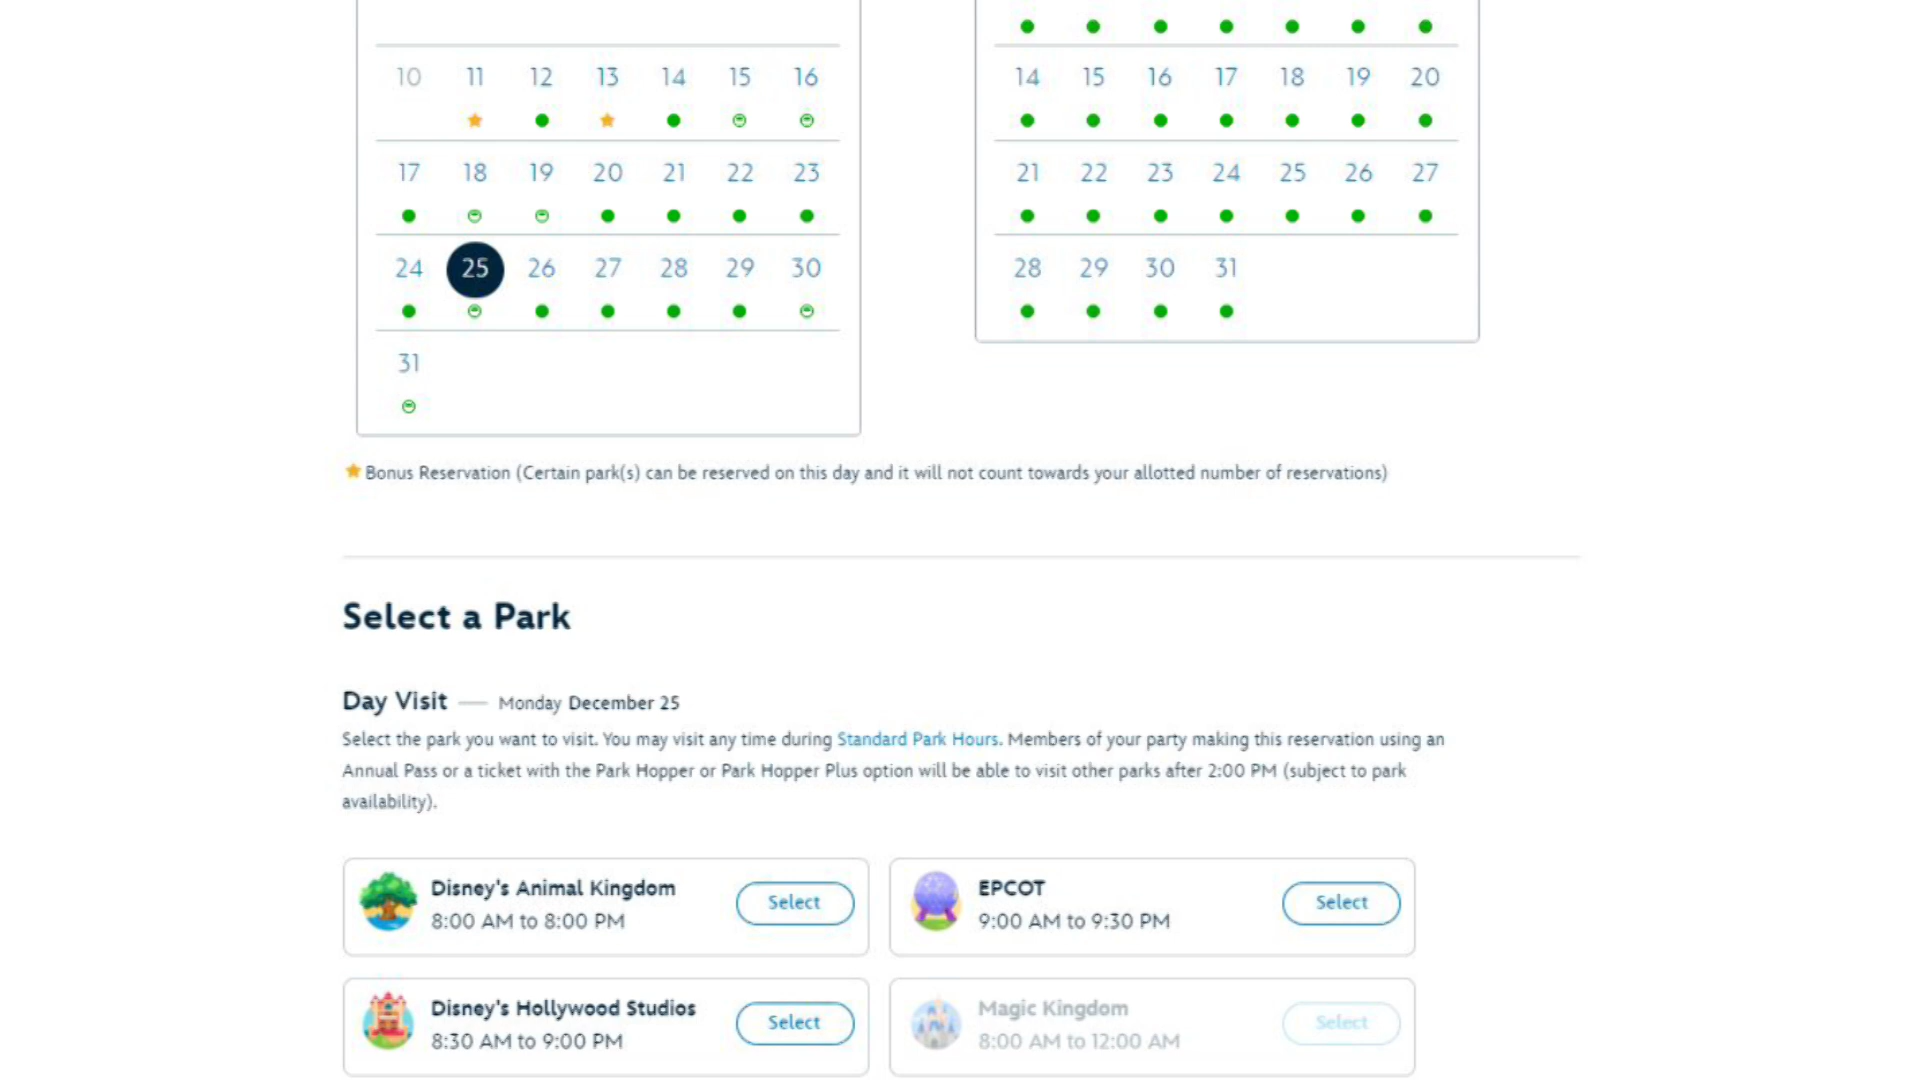 10 11 12 13 14 15 16
17 18 19 20 21 22 23
24 25 26 27 28 29 30
31
14 15 16 17 18 19 20
21 22 23 24 25 26 27
28 29 30 31
Bonus Reservation (Certain park(s) can be reserved on this day and it will not count towards your allotted number of reservations)
Select a Park
Day Visit — Monday December 25
Select the park you want to visit. You may visit any time during Standard Park Hours. Members of your party making this reservation using an
Annual Pass or a ticket with the Park Hopper or Park Hopper Plus option will be able to visit other parks after 2:00 PM (subject to park
availability).
Disney's Animal Kingdom
8:00 AM to 8:00 PM
Select
EPCOT
9:00 AM to 9:30 PM
Select
Disney's Hollywood Studios
8:30 AM to 9:00 PM
Select
Magic Kingdom
8:00 AM to 12:00 AM
Select